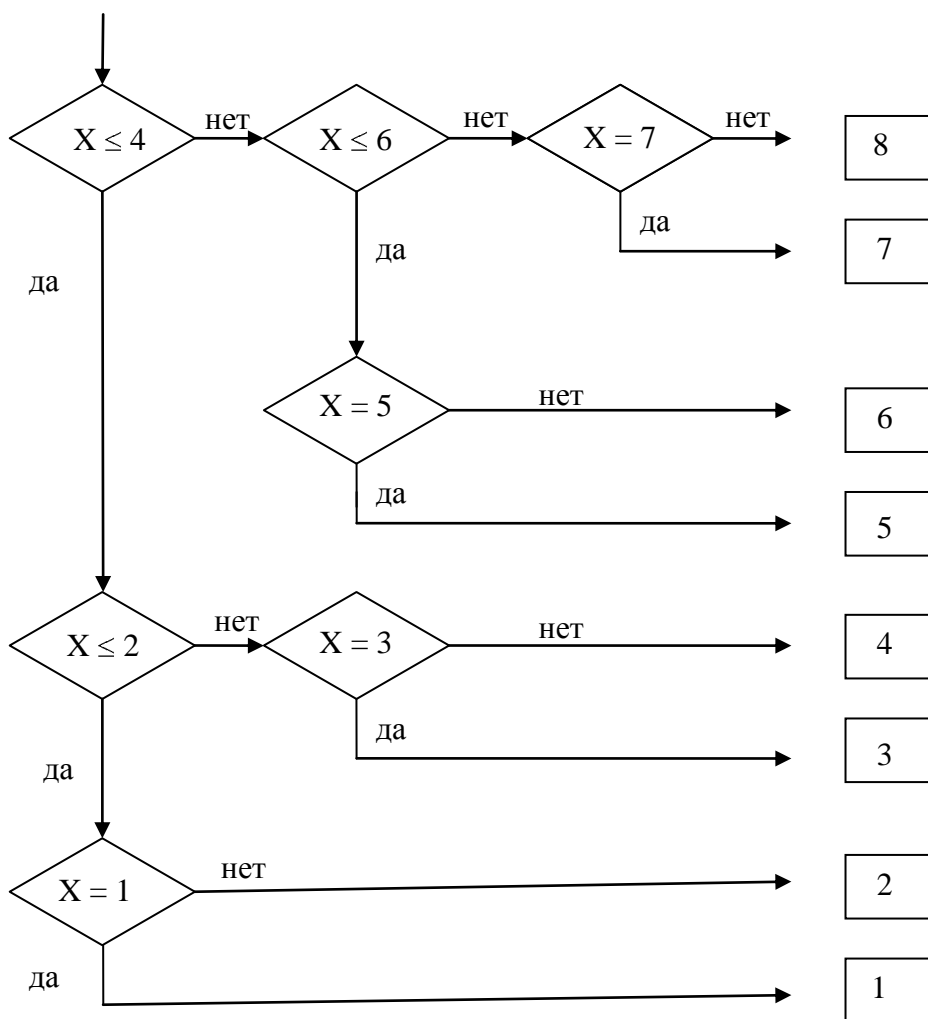 нет нет нет
X ≤ 4 X ≤ 6 X = 7 8
да да 7
да
X = 5 нет 6
да 5
X ≤ 2 нет X = 3 нет 4
да 3
да
X = 1 нет 2
да 1